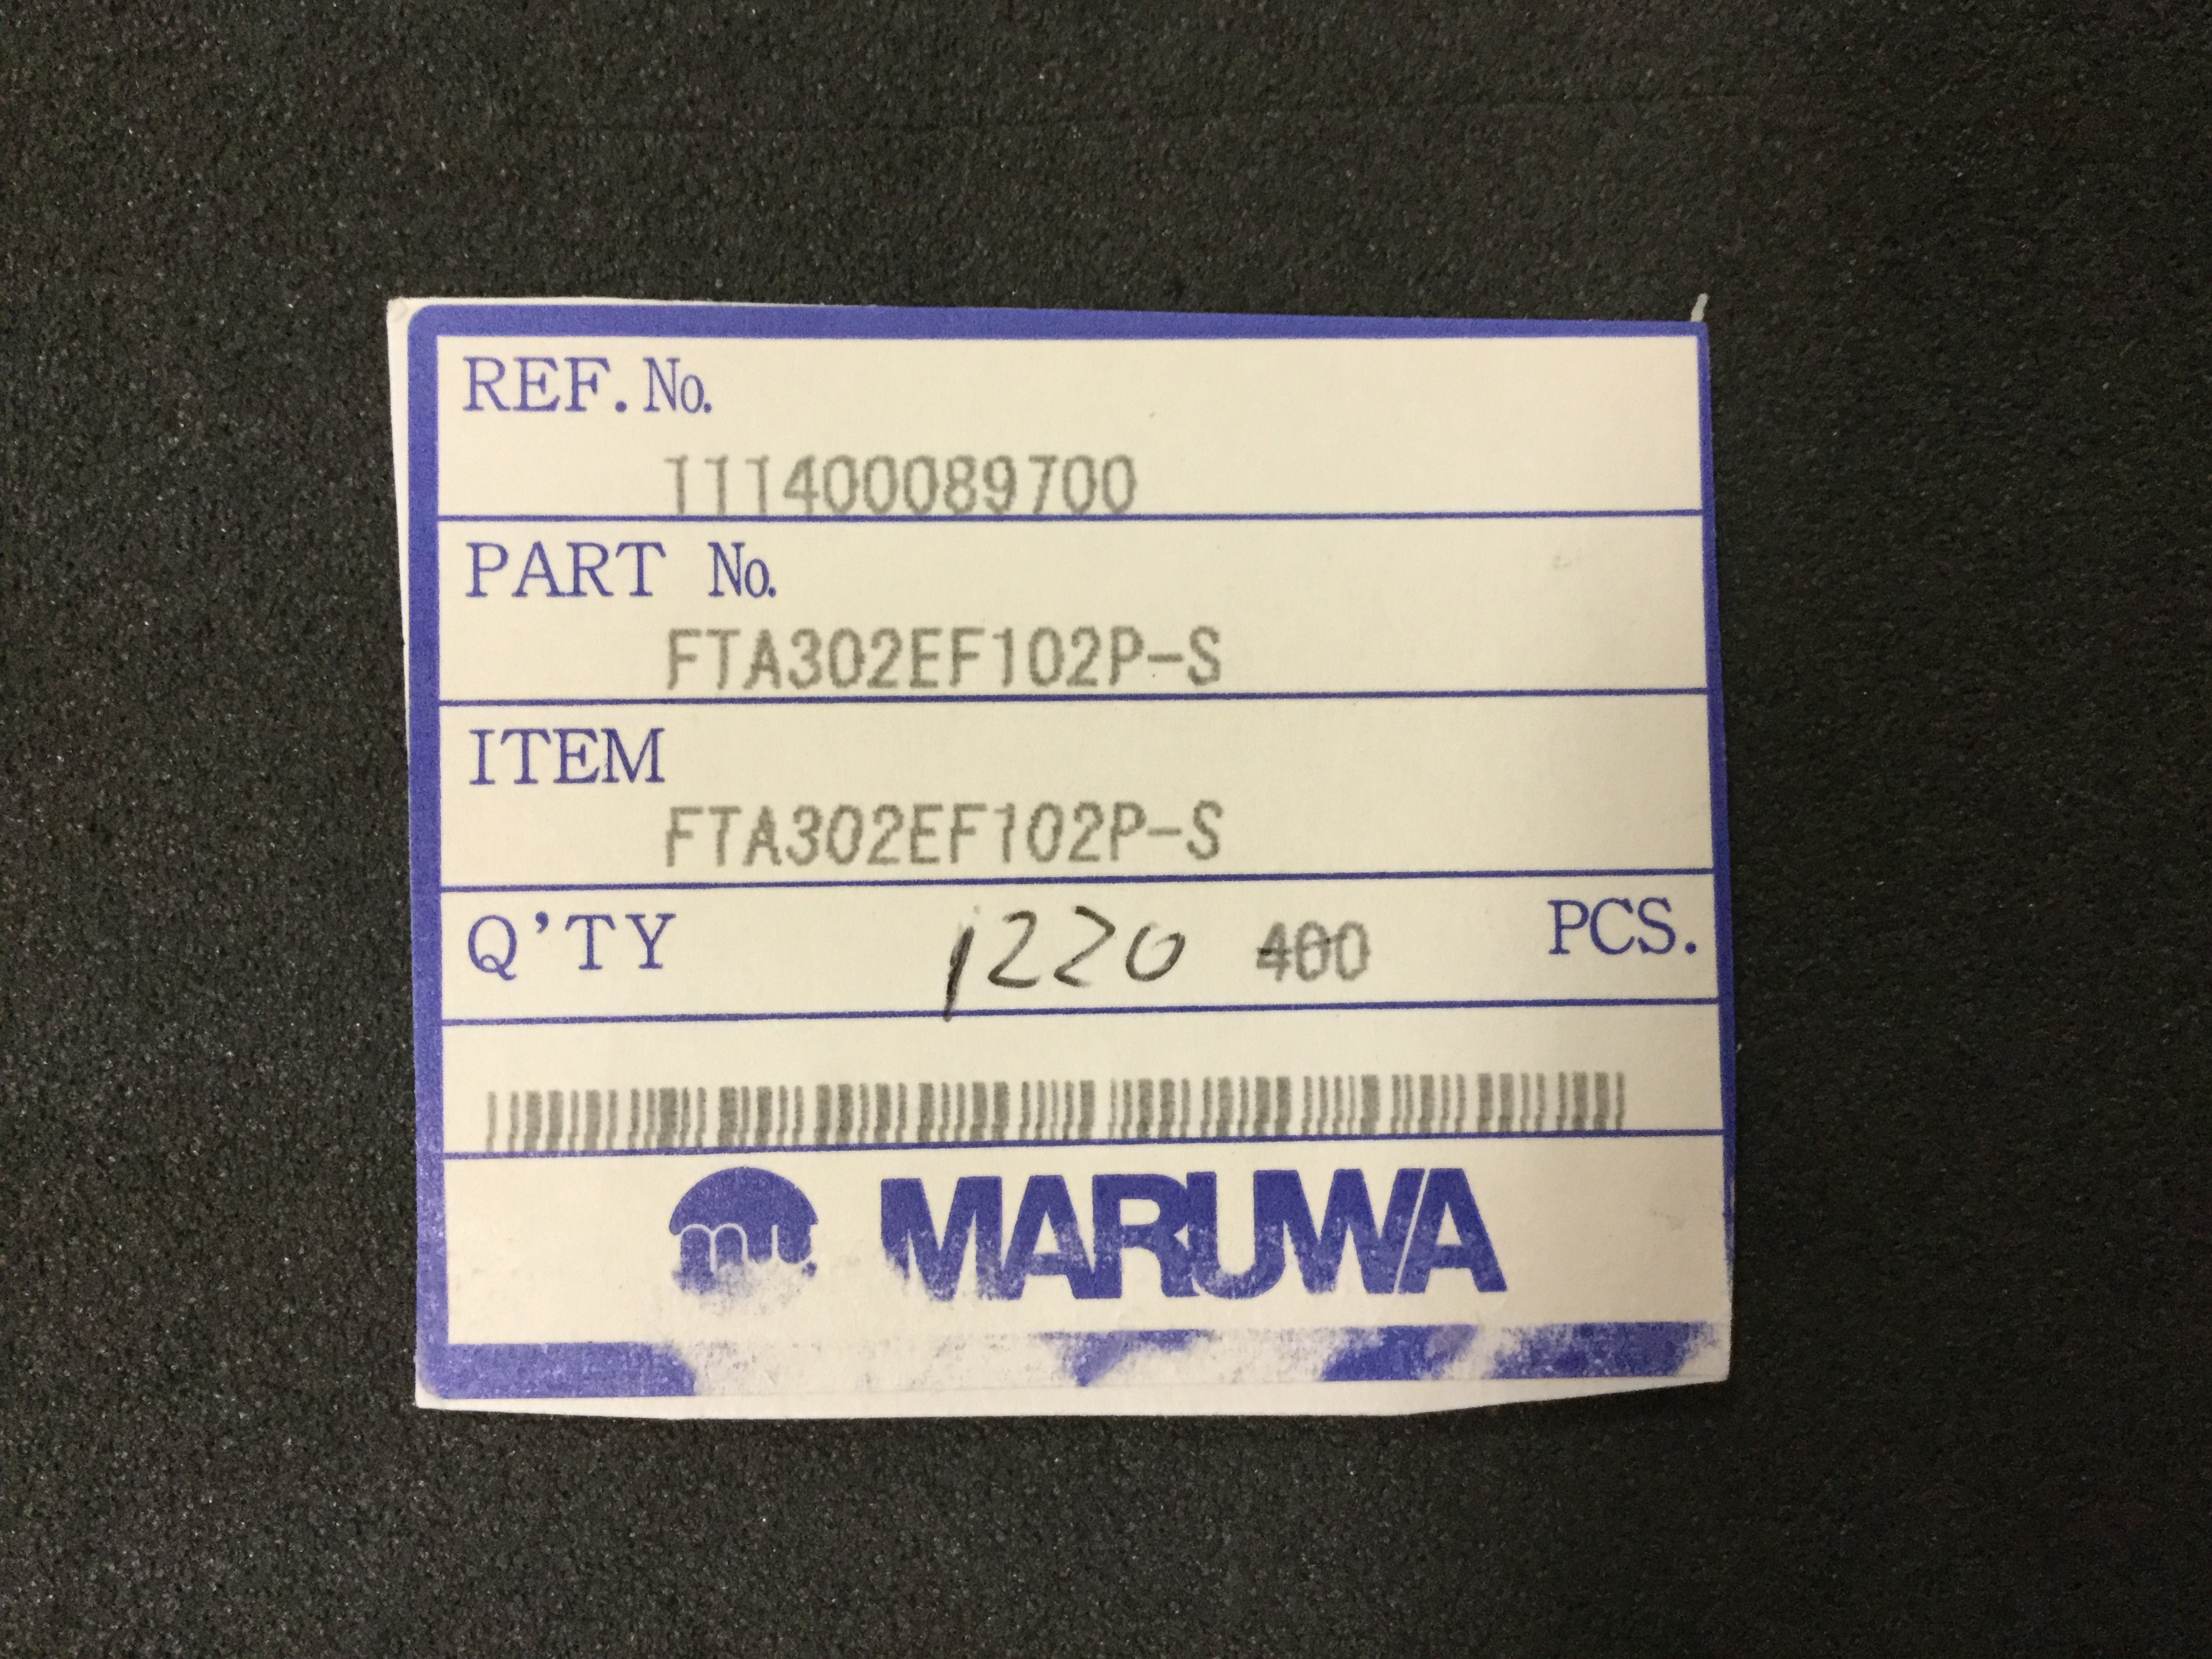 REF.No.
111400089700
PART No.
FTA302EF102P-S
ITEM
FTA302EF102P-S
Q'TY 1220 400 PCS.
MARUWA